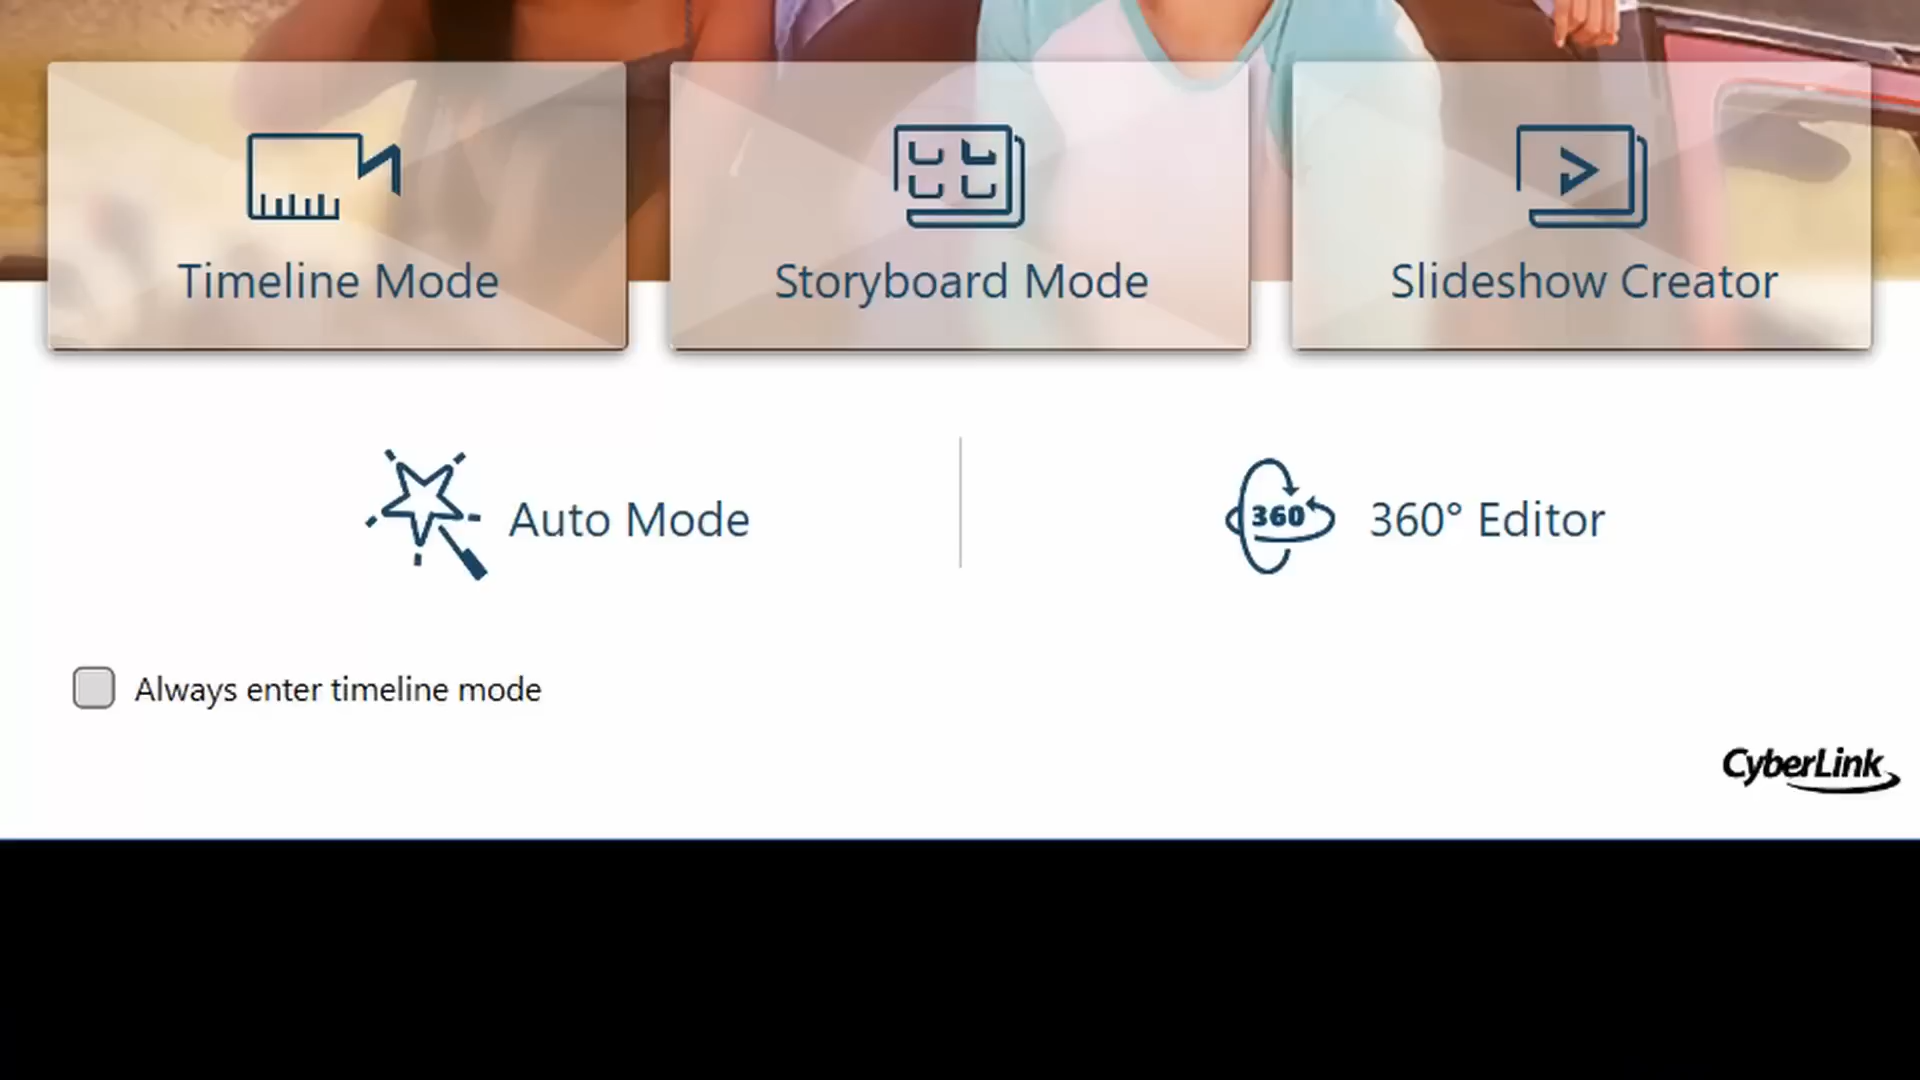 Timeline Mode
Storyboard Mode
Slideshow Creator
Auto Mode
360
360° Editor
Always enter timeline mode
CyberLink